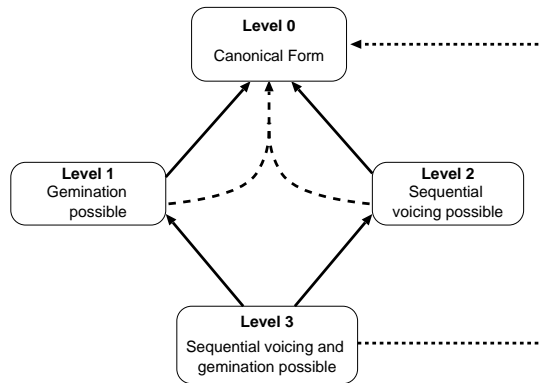 Level 0
Canonical Form
Level 1
Gemination
possible
Level 2
Sequential
voicing possible
Level 3
Sequential voicing and
gemination possible